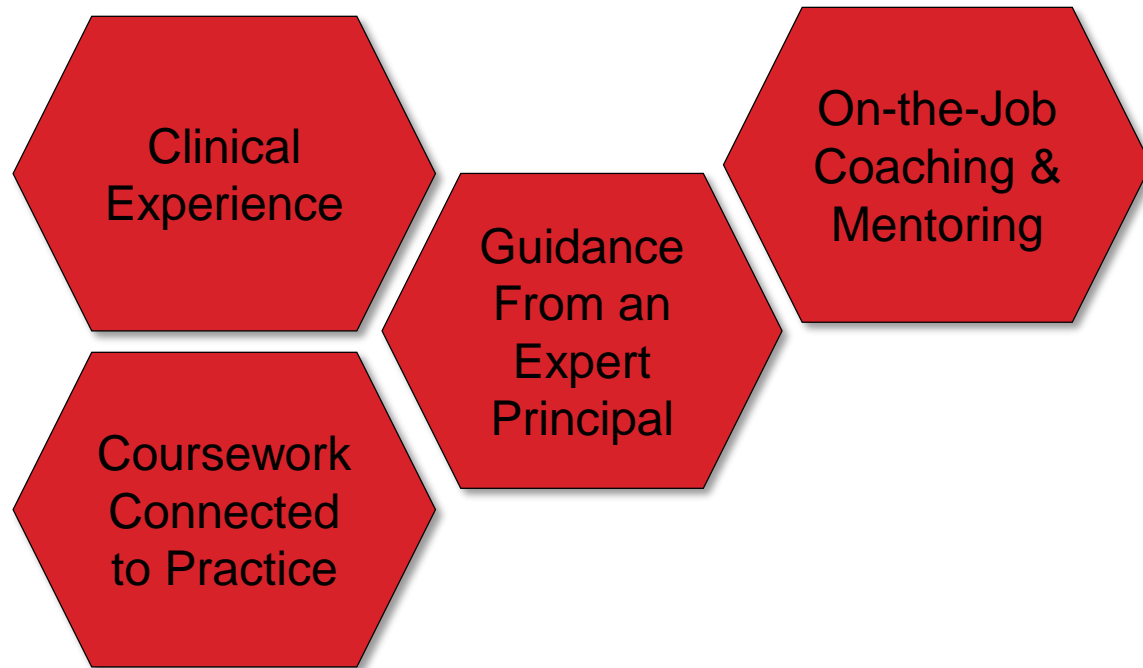 Clinical
Experience
Coursework
Connected
to Practice
Guidance
From an
Expert
Principal
On-the-Job
Coaching &
Mentoring